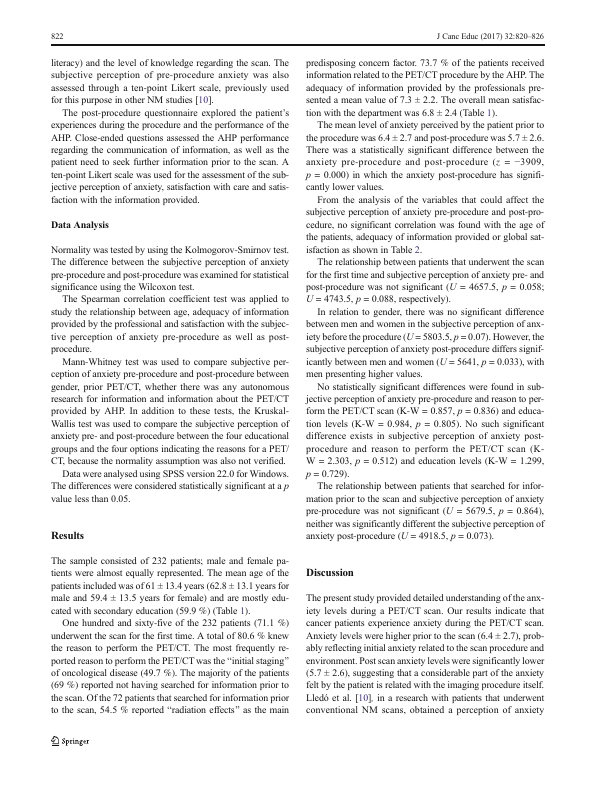 822
J Canc Educ (2017) 32:820–826
literacy) and the level of knowledge regarding the scan. The
subjective perception of pre-procedure anxiety was also
assessed through a ten-point Likert scale, previously used
for this purpose in other NM studies [10].
The post-procedure questionnaire explored the patient's
experiences during the procedure and the performance of the
AHP. Close-ended questions assessed the AHP performance
regarding the communication of information, as well as the
patient need to seek further information prior to the scan. A
ten-point Likert scale was used for the assessment of the sub-
jective perception of anxiety, satisfaction with care and satis-
faction with the information provided.
Data Analysis
Normality was tested by using the Kolmogorov-Smirnov test.
The difference between the subjective perception of anxiety
pre-procedure and post-procedure was examined for statistical
significance using the Wilcoxon test.
The Spearman correlation coefficient test was applied to
study the relationship between age, adequacy of information
provided by the professional and satisfaction with the subjec-
tive perception of anxiety pre-procedure as well as post-
procedure.
Mann-Whitney test was used to compare subjective per-
ception of anxiety pre-procedure and post-procedure between
gender, prior PET/CT, whether there was any autonomous
research for information and information about the PET/CT
provided by AHP. In addition to these tests, the Kruskal-
Wallis test was used to compare the subjective perception of
anxiety pre- and post-procedure between the four educational
groups and the four options indicating the reasons for a PET/
CT, because the normality assumption was also not verified.
Data were analysed using SPSS version 22.0 for Windows.
The differences were considered statistically significant at a p
value less than 0.05.
Results
The sample consisted of 232 patients; male and female pa-
tients were almost equally represented. The mean age of the
patients included was of 61 ± 13.4 years (62.8 ± 13.1 years for
male and 59.4 ± 13.5 years for female) and are mostly edu-
cated with secondary education (59.9 %) (Table 1).
One hundred and sixty-five of the 232 patients (71.1 %)
underwent the scan for the first time. A total of 80.6 % knew
the reason to perform the PET/CT. The most frequently re-
ported reason to perform the PET/CT was the “initial staging”
of oncological disease (49.7 %). The majority of the patients
(69 %) reported not having searched for information prior to
the scan. Of the 72 patients that searched for information prior
to the scan, 54.5 % reported “radiation effects” as the main
predisposing concern factor. 73.7 % of the patients received
information related to the PET/CT procedure by the AHP. The
adequacy of information provided by the professionals pre-
sented a mean value of 7.3 ± 2.2. The overall mean satisfac-
tion with the department was 6.8 ± 2.4 (Table 1).
The mean level of anxiety perceived by the patient prior to
the procedure was 6.4 ± 2.7 and post-procedure was 5.7 ± 2.6.
There was a statistically significant difference between the
anxiety pre-procedure and post-procedure (z = −3909,
p = 0.000) in which the anxiety post-procedure has signifi-
cantly lower values.
From the analysis of the variables that could affect the
subjective perception of anxiety pre-procedure and post-pro-
cedure, no significant correlation was found with the age of
the patients, adequacy of information provided or global sat-
isfaction as shown in Table 2.
The relationship between patients that underwent the scan
for the first time and subjective perception of anxiety pre- and
post-procedure was not significant (U = 4657.5, p = 0.058;
U = 4743.5, p = 0.088, respectively).
In relation to gender, there was no significant difference
between men and women in the subjective perception of anx-
iety before the procedure (U = 5803.5, p = 0.07). However, the
subjective perception of anxiety post-procedure differs signif-
icantly between men and women (U = 5641, p = 0.033), with
men presenting higher values.
No statistically significant differences were found in sub-
jective perception of anxiety pre-procedure and reason to per-
form the PET/CT scan (K-W = 0.857, p = 0.836) and educa-
tion levels (K-W = 0.984, p = 0.805). No such significant
difference exists in subjective perception of anxiety post-
procedure and reason to perform the PET/CT scan (K-
W = 2.303, p = 0.512) and education levels (K-W = 1.299,
p = 0.729).
The relationship between patients that searched for infor-
mation prior to the scan and subjective perception of anxiety
pre-procedure was not significant (U = 5679.5, p = 0.864),
neither was significantly different the subjective perception of
anxiety post-procedure (U = 4918.5, p = 0.073).
Discussion
The present study provided detailed understanding of the anx-
iety levels during a PET/CT scan. Our results indicate that
cancer patients experience anxiety during the PET/CT scan.
Anxiety levels were higher prior to the scan (6.4 ± 2.7), prob-
ably reflecting initial anxiety related to the scan procedure and
environment. Post scan anxiety levels were significantly lower
(5.7 ± 2.6), suggesting that a considerable part of the anxiety
felt by the patient is related with the imaging procedure itself.
Lledó et al. [10], in a research with patients that underwent
conventional NM scans, obtained a perception of anxiety
Springer